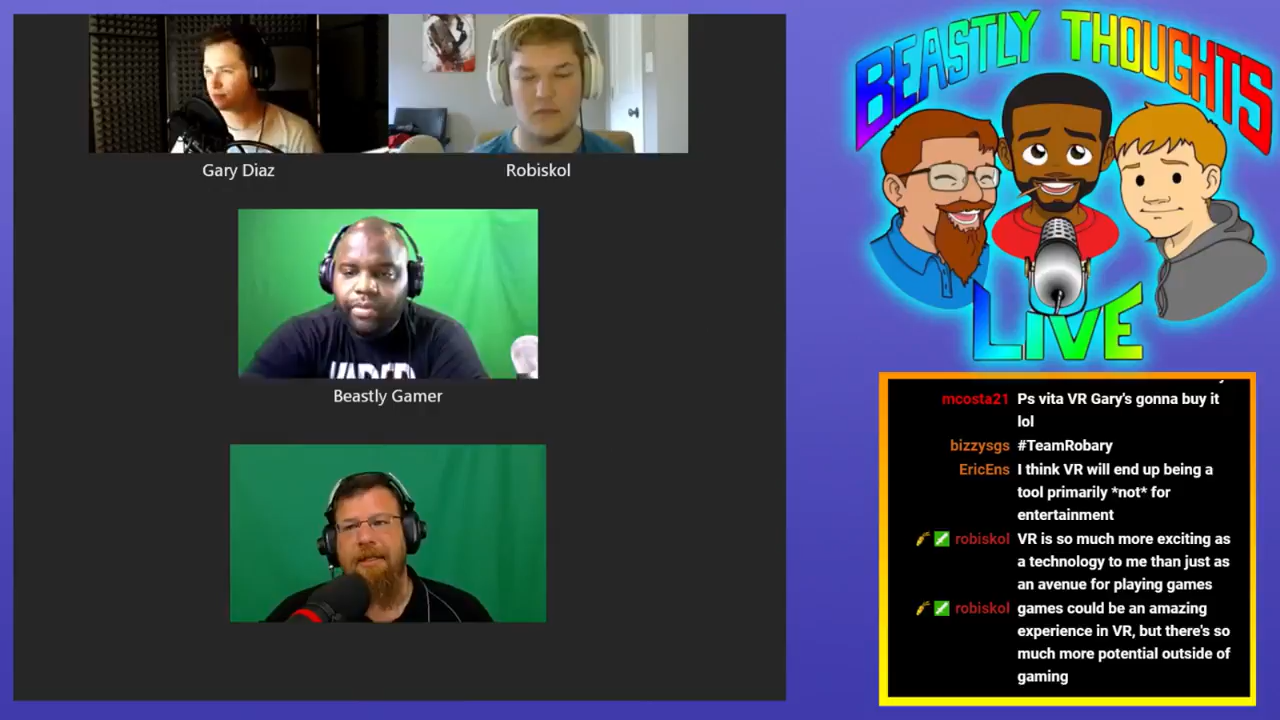 Gary Diaz
Robiskol
VADER
Beastly Gamer
BEASTLY THOUGHTS
LIVE
mcosta21 Ps vita VR Gary's gonna buy it
lol
bizzysgs #TeamRobary
EricEns I think VR will end up being a
tool primarily *not* for
entertainment
robiskol VR is so much more exciting as
a technology to me than just as
an avenue for playing games
robiskol games could be an amazing
experience in VR, but there's so
much more potential outside of
gaming